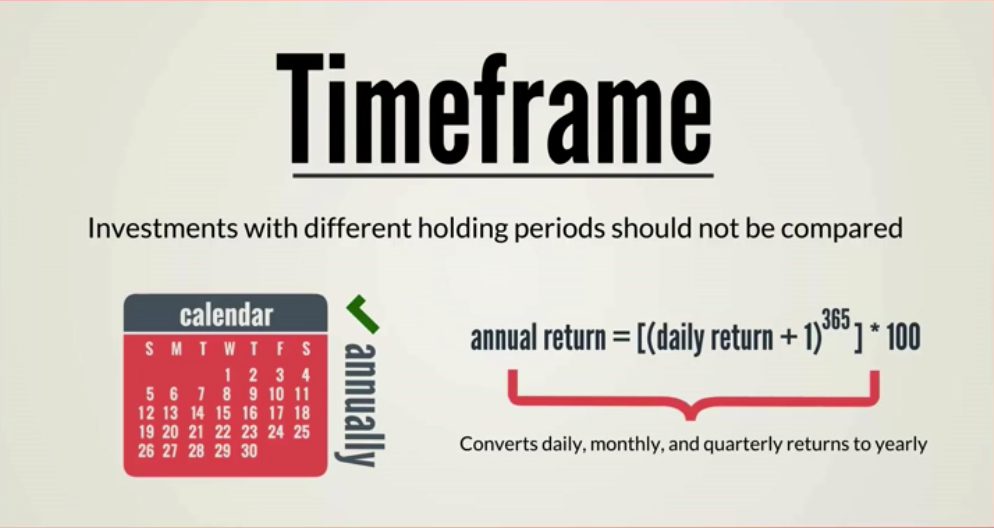 Timeframe
Investments with different holding periods should not be compared
calendar
S M T W T F S
1 2 3 4
5 6 7 8 9 10 11
12 13 14 15 16 17 18
19 20 21 22 23 24 25
26 27 28 29 30
annually
annual return = [(daily return + 1)^365] * 100
Converts daily, monthly, and quarterly returns to yearly